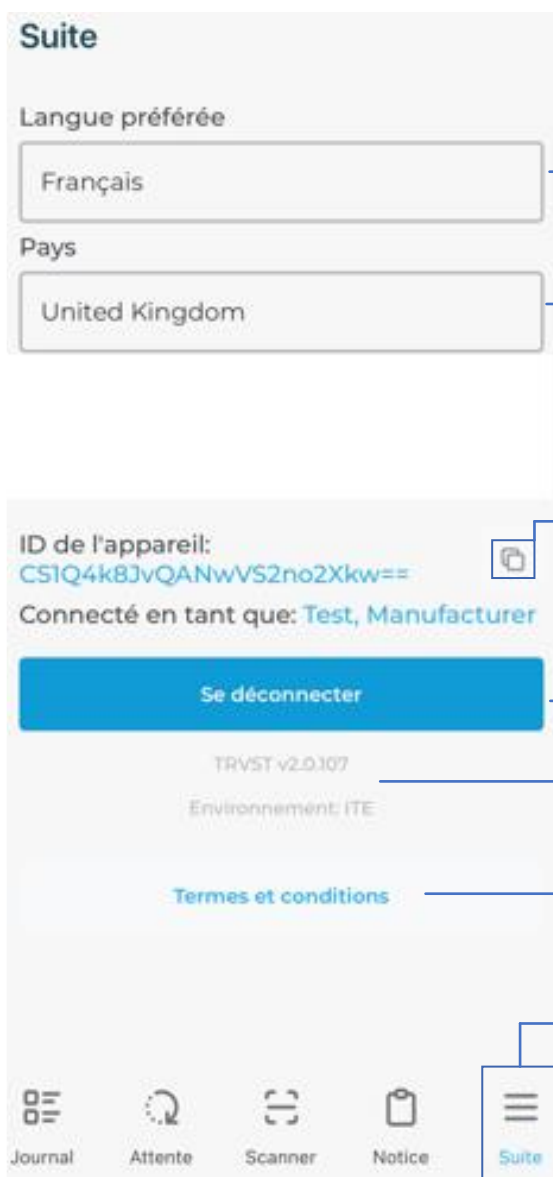 Suite
Langue préférée
Français
Pays
United Kingdom
ID de l'appareil:
CS1Q4k8JvQANwVS2no2Xkw==
Connecté en tant que: Test, Manufacturer
Se déconnecter
TRVST v2.0.107
Environnement: ITE
Termes et conditions
Journal Attente Scanner Notice Suite